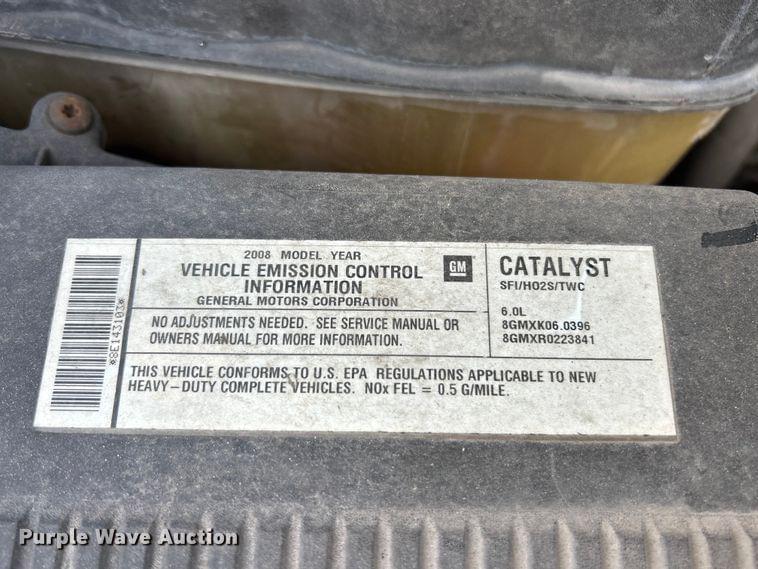 *8E143103*
2008 MODEL YEAR
VEHICLE EMISSION CONTROL
INFORMATION
GENERAL MOTORS CORPORATION
GM
NO ADJUSTMENTS NEEDED. SEE SERVICE MANUAL OR
OWNERS MANUAL FOR MORE INFORMATION.
CATALYST
SFI/HO2S/TWC
6.0L
8GMXK06.0396
8GMXR0223841
THIS VEHICLE CONFORMS TO U.S. EPA REGULATIONS APPLICABLE TO NEW
HEAVY-DUTY COMPLETE VEHICLES. NOx FEL = 0.5 G/MILE.
Purple Wave Auction